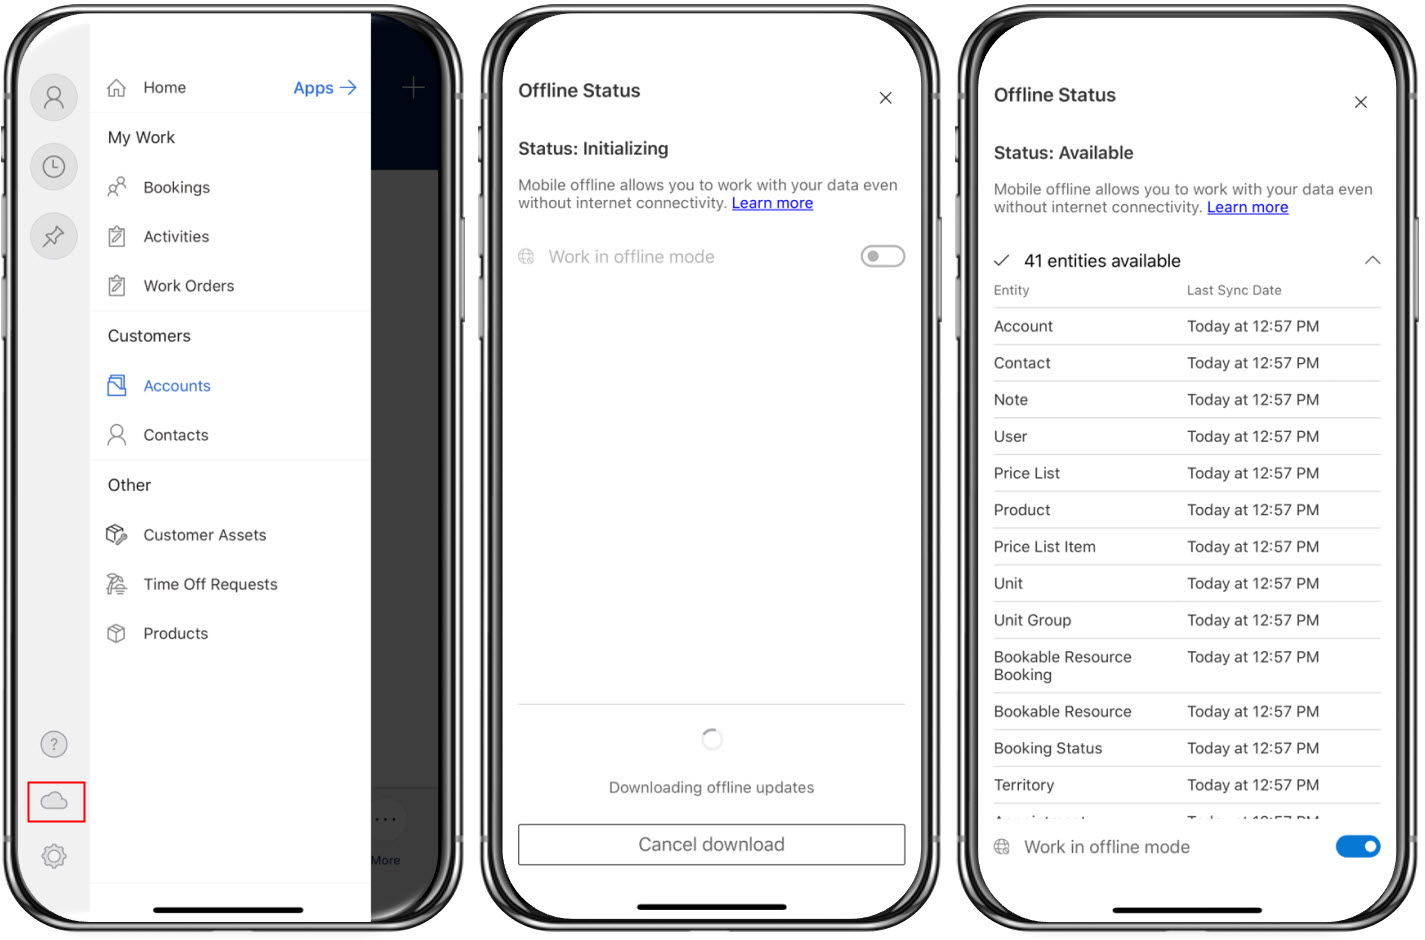 Home
Apps
My Work
Bookings
Activities
Work Orders
Customers
Accounts
Contacts
Other
Customer Assets
Time Off Requests
Products
?
More
Offline Status
Status: Initializing
Mobile offline allows you to work with your data even
without internet connectivity. Learn more
Work in offline mode
Downloading offline updates
Cancel download
Offline Status
Status: Available
Mobile offline allows you to work with your data even
without internet connectivity. Learn more
41 entities available
Entity Last Sync Date
Account Today at 12:57 PM
Contact Today at 12:57 PM
Note Today at 12:57 PM
User Today at 12:57 PM
Price List Today at 12:57 PM
Product Today at 12:57 PM
Price List Item Today at 12:57 PM
Unit Today at 12:57 PM
Unit Group Today at 12:57 PM
Bookable Resource Today at 12:57 PM
Booking
Bookable Resource Today at 12:57 PM
Booking Status Today at 12:57 PM
Territory Today at 12:57 PM
Work in offline mode